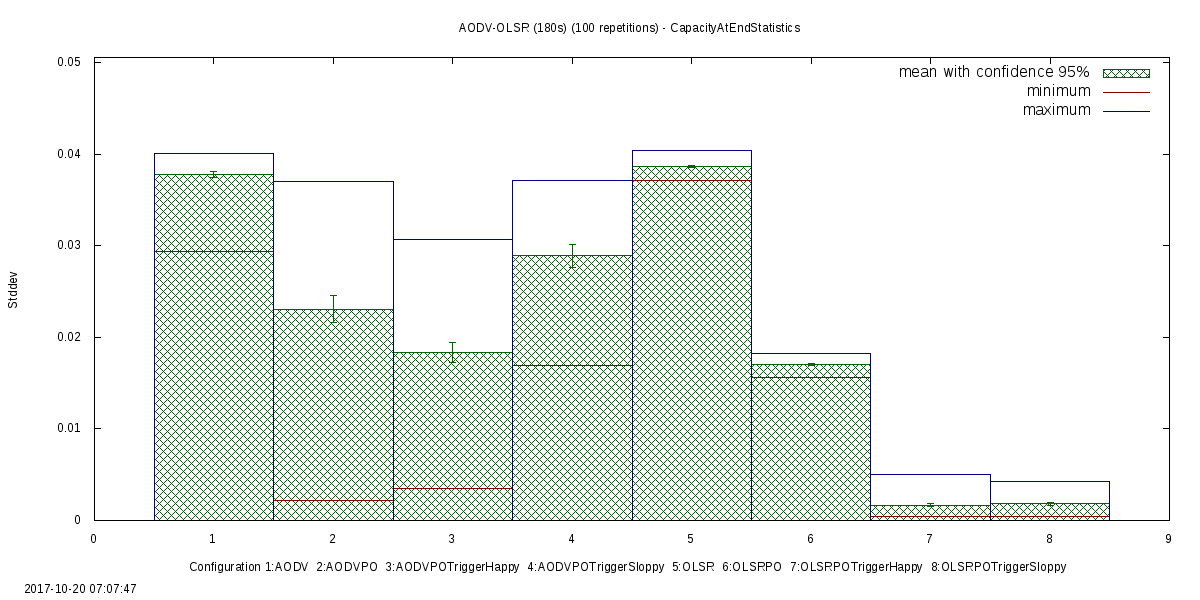 AODV-OLSR (180s) (100 repetitions) - CapacityAtEndStatistics
0.05
mean with confidence 95%
minimum
maximum
0.04
0.03
Stddev
0.02
0.01
0
0 1 2 3 4 5 6 7 8 9
Configuration 1:AODV 2:AODVPO 3:AODVPOTriggerHappy 4:AODVPOTriggerSloppy 5:OLSR 6:OLSRPO 7:OLSRPOTriggerHappy 8:OLSRPOTriggerSloppy
2017-10-20 07:07:47